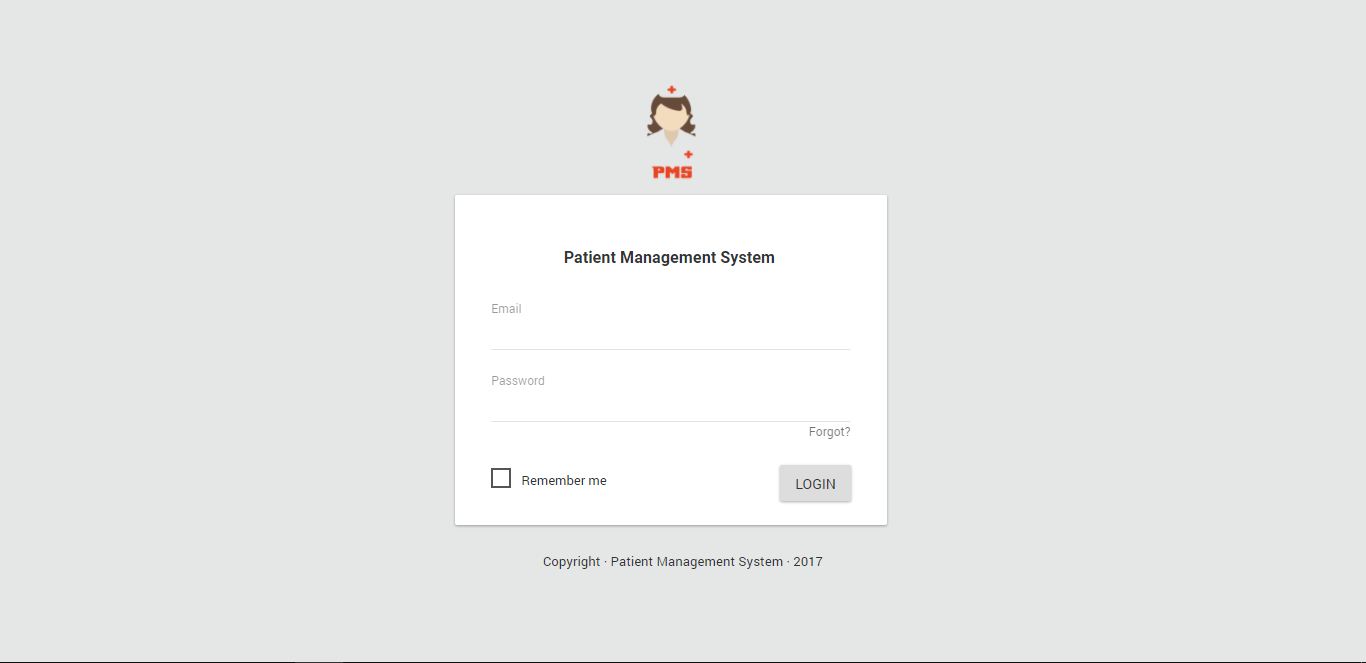 PMS
Patient Management System
Email
Password
Forgot?
Remember me
LOGIN
Copyright · Patient Management System · 2017